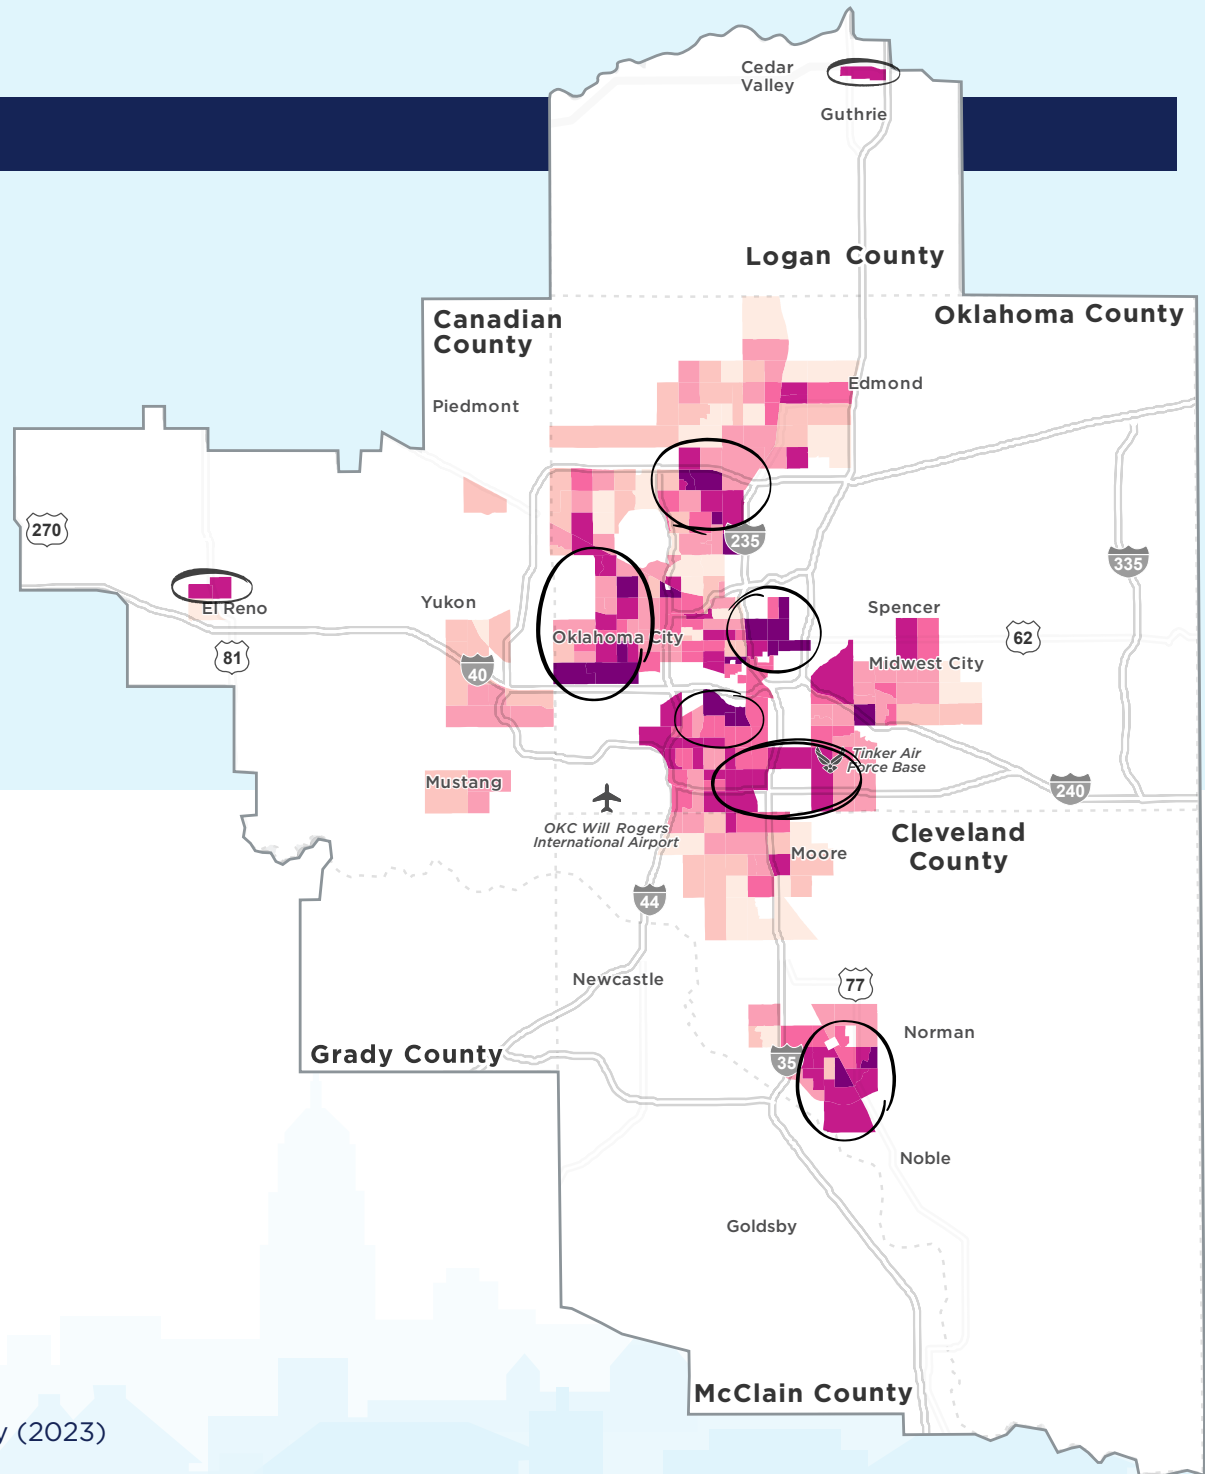 Cedar
Valley
Guthrie
Logan County
Canadian
County
Oklahoma County
Edmond
Piedmont
270
235
335
El Reno
Yukon
Spencer
62
81
Oklahoma City
Midwest City
40
Tinker Air
Force Base
Mustang
240
OKC Will Rogers
International Airport
Cleveland
County
Moore
44
Newcastle
77
Norman
Grady County
35
Noble
Goldsby
McClain County
y (2023)